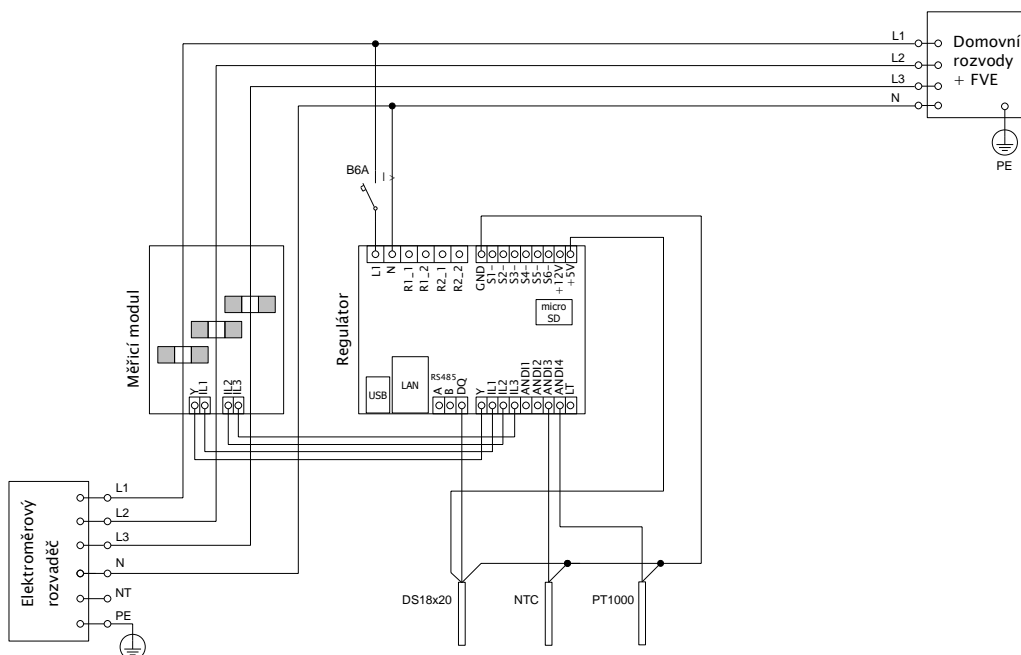 L1
L2
L3
N
Domovní
rozvody
+ FVE
PE
B6A
I >
Měřicí modul
Y
IL1
IL2
IL3
Regulátor
L1
N
R1_1
R1_2
R2_1
R2_2
GND
S1-
S2-
S3-
S4-
S5-
S6-
+12V
+5V
micro
SD
USB
LAN
RS485
A
B
DQ
Y
IL1
IL2
IL3
ANDI1
ANDI2
ANDI3
ANDI4
LT
Elektroměrový
rozvaděč
L1
L2
L3
N
NT
PE
DS18x20
NTC
PT1000